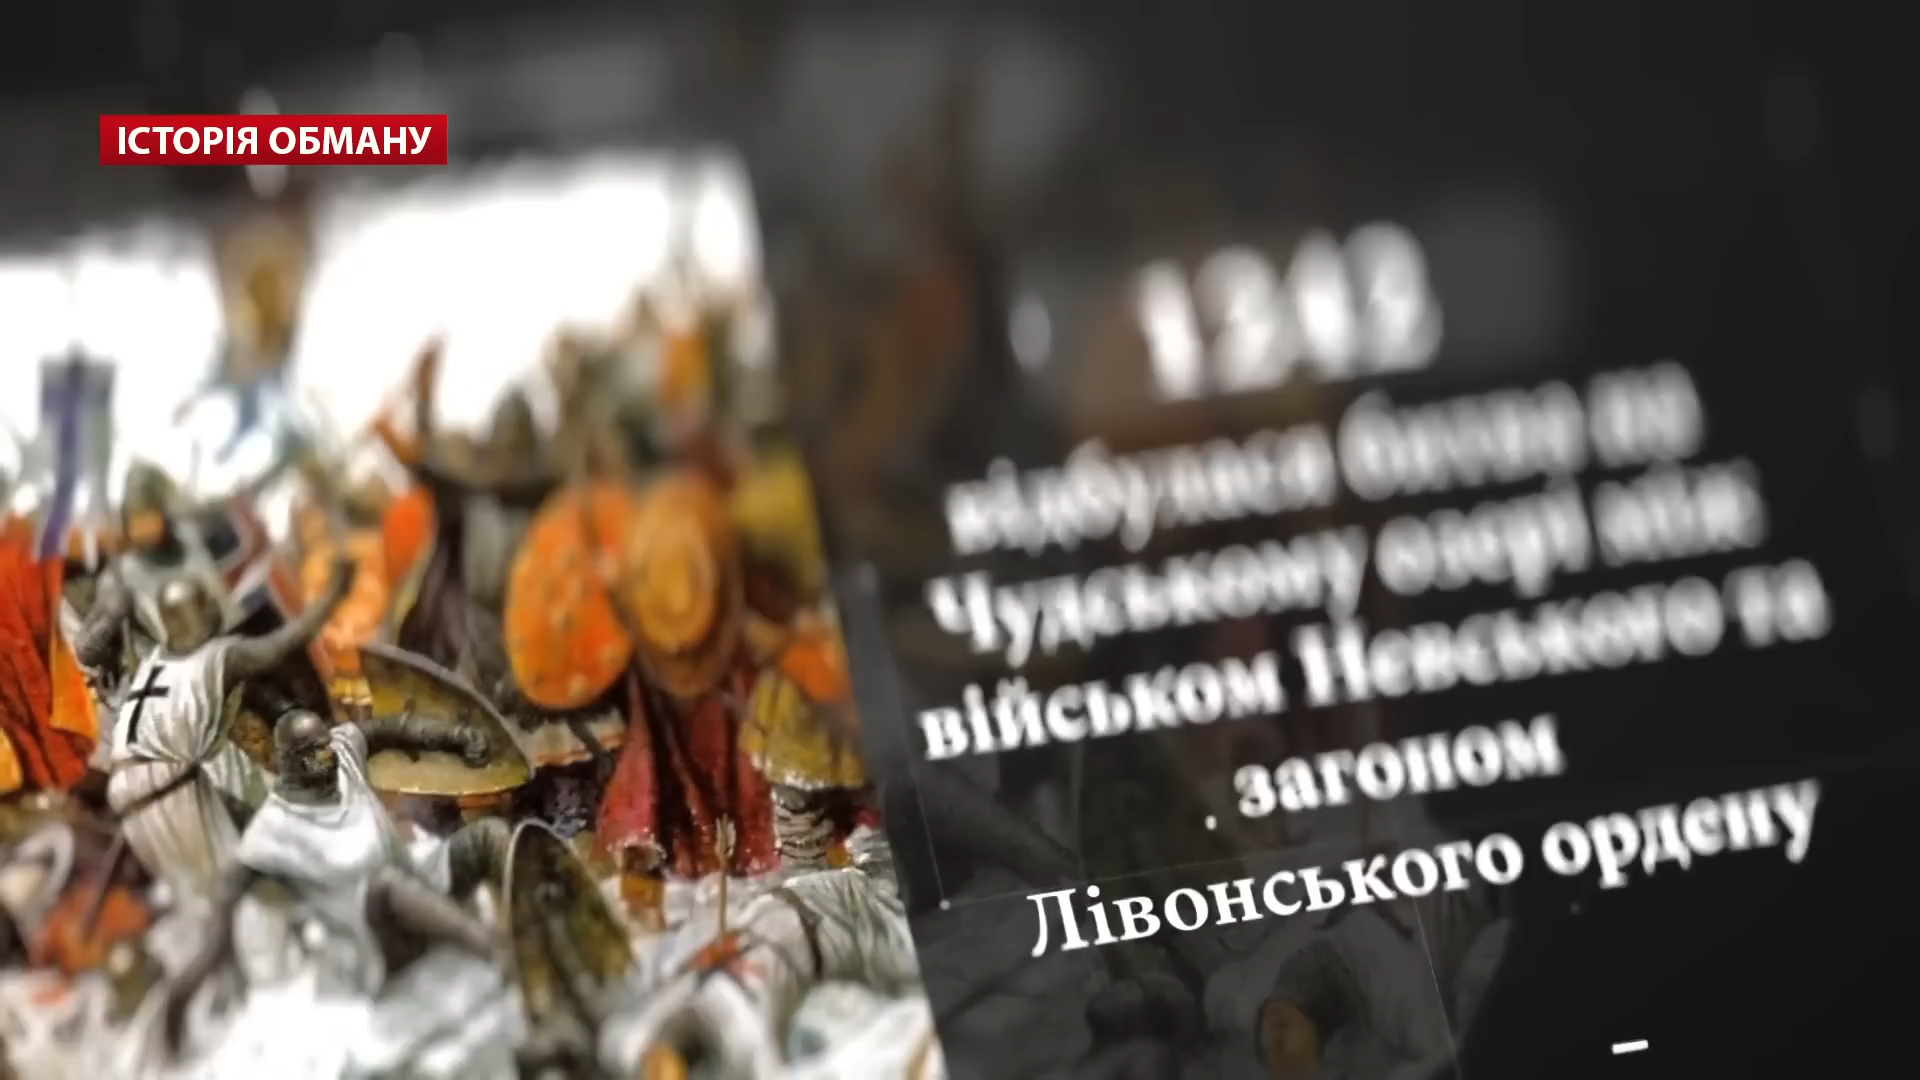 ІСТОРІЯ ОБМАНУ
1242
відбулася битва на
Чудському озері між
військом Невського та
загоном
Лівонського ордену